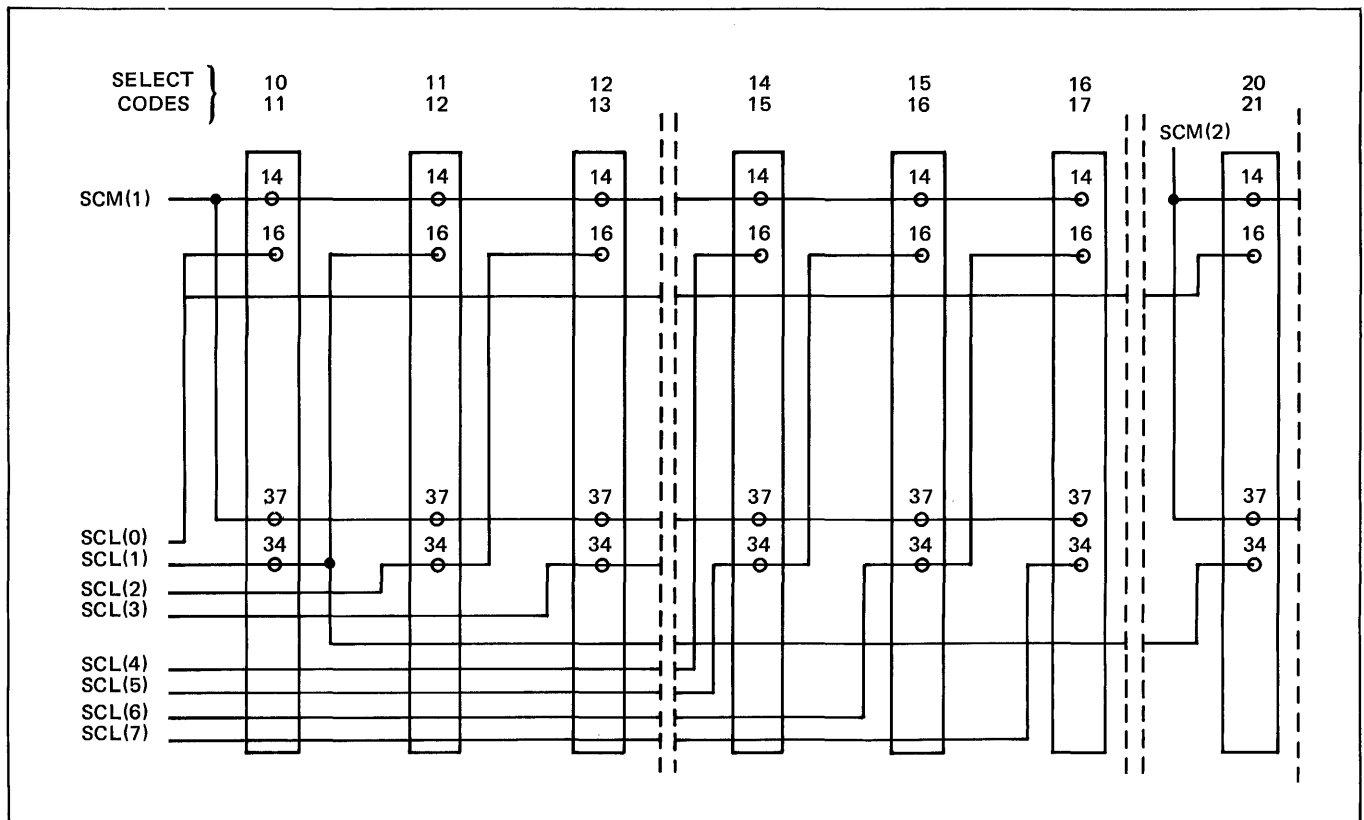 SELECT CODES } 10 11 12 14 15 16 20
11 12 13 15 16 17 21
SCM(2)
14 14 14 14 14 14 14
SCM(1)
16 16 16 16 16 16 16
37 37 37 37 37 37 37
SCL(0)
34 34 34 34 34 34 34
SCL(1)
SCL(2)
SCL(3)
SCL(4)
SCL(5)
SCL(6)
SCL(7)